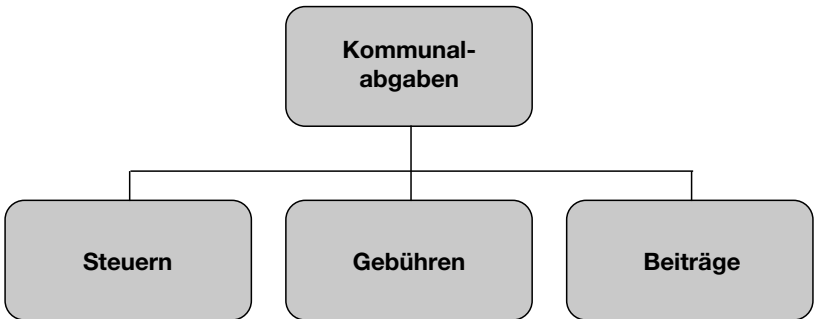 Kommunal-
abgaben
Steuern
Gebühren
Beiträge